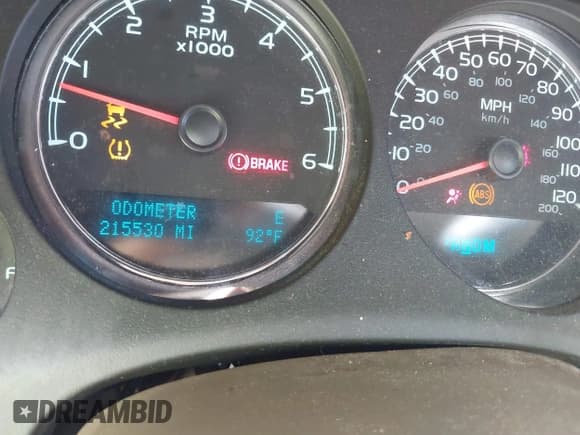 0 1 2 3 4 5 6
RPM
x1000
BRAKE
ODOMETER E
215530 MI 92°F
0 10 20 30 40 50 60 70 80 90 100 110 120
40 60 80 100 120 140 160 180 200
MPH
km/h
ABS
F
DREAMBID